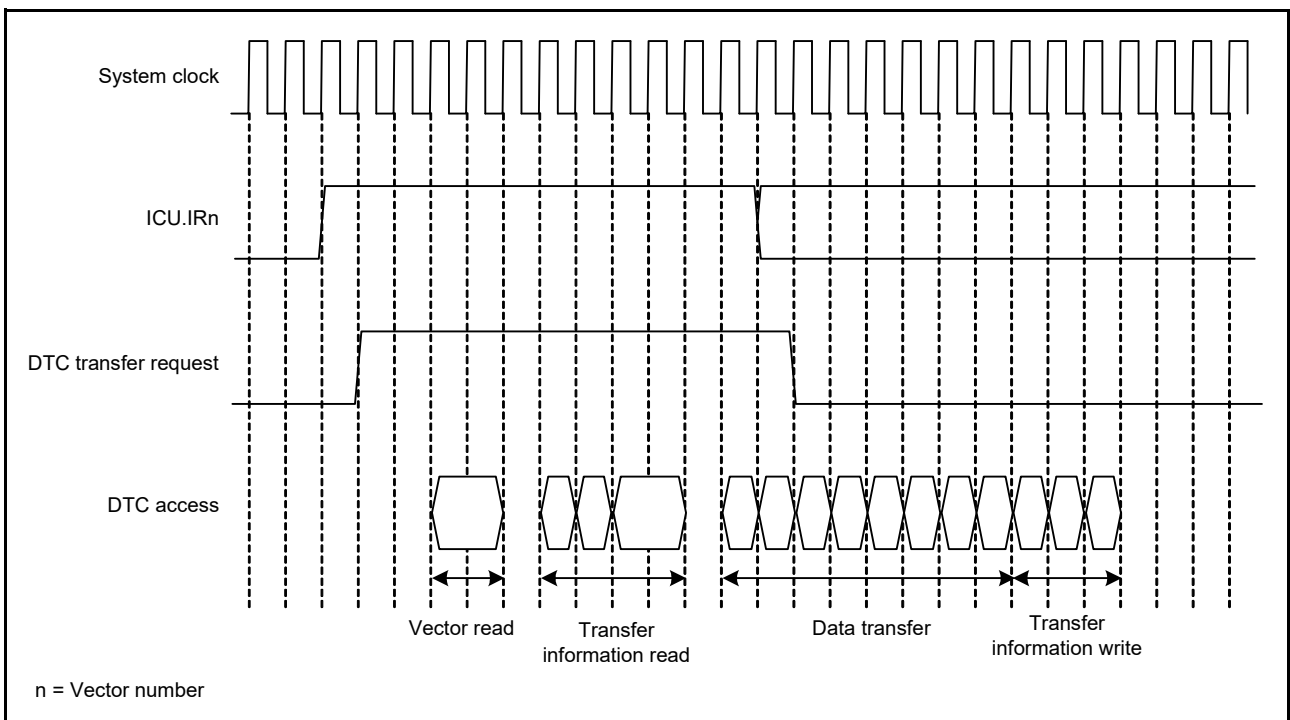 System clock
ICU.IRn
DTC transfer request
DTC access
Vector read
Transfer
information read
Data transfer
Transfer
information write
n = Vector number